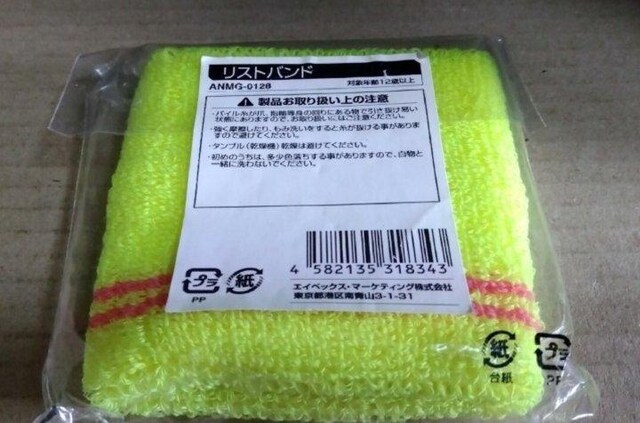 リストバンド
ANMG-0128 対象年齢12歳以上
製品お取り扱い上の注意
・パイル糸が爪、指輪等身の回りにある物で引き抜け易い
状態にありますので、お取り扱いにはご注意ください。
・強く摩擦したり、もみ洗いをすると糸が抜ける事がありま
すので避けてください。
・タンブル（乾燥機）乾燥は避けてください。
・初めのうちは、多少色落ちする事がありますので、白物と
一緒に洗わないでください。
4 582135 318343
プラ 紙
PP
エイベックス・マーケティング株式会社
東京都港区南青山3-1-31
紙 プラ
台紙 PP